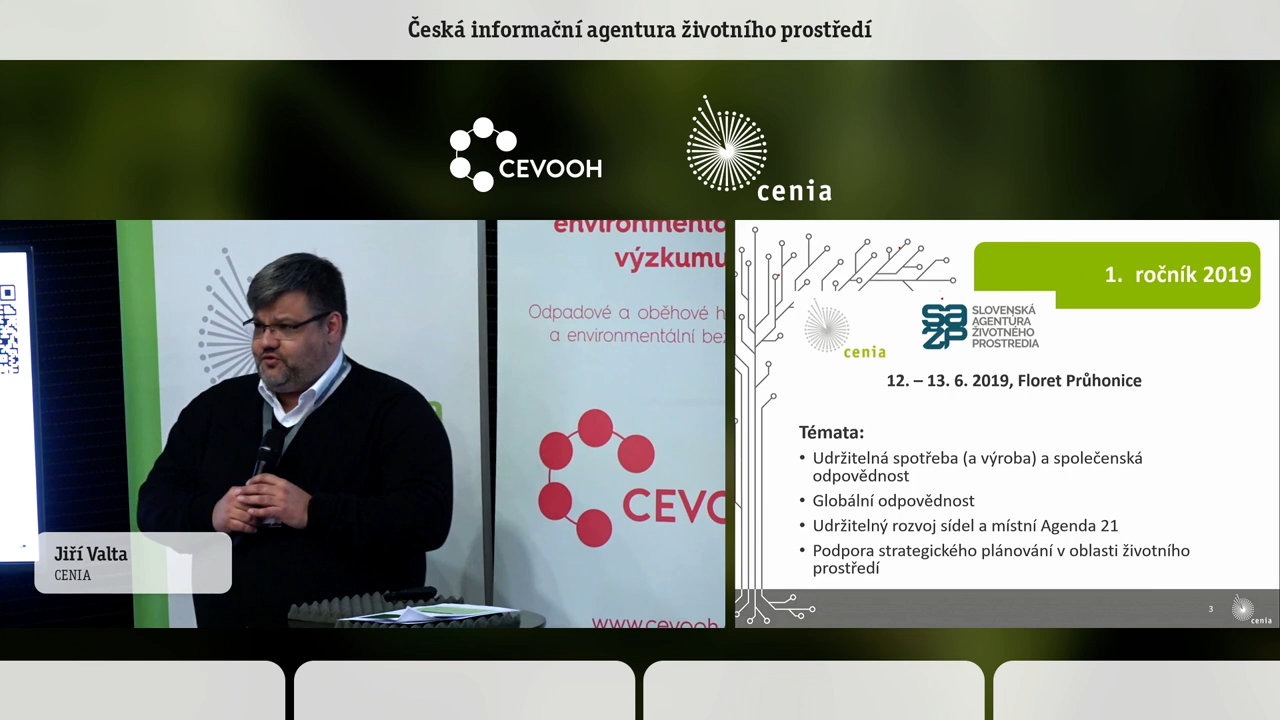 Česká informační agentura životního prostředí
CEVOOH
cenia
environmentá
výzkumu
Odpadové a oběhové h
a environmentální be
CEVO
www.cevooh
Jiří Valta
CENIA
1. ročník 2019
cenia
SAŽP
SLOVENSKÁ
AGENTÚRA
ŽIVOTNÉHO
PROSTREDIA
12. – 13. 6. 2019, Floret Průhonice
Témata:
• Udržitelná spotřeba (a výroba) a společenská
odpovědnost
• Globální odpovědnost
• Udržitelný rozvoj sídel a místní Agenda 21
• Podpora strategického plánování v oblasti životního
prostředí
3
cenia